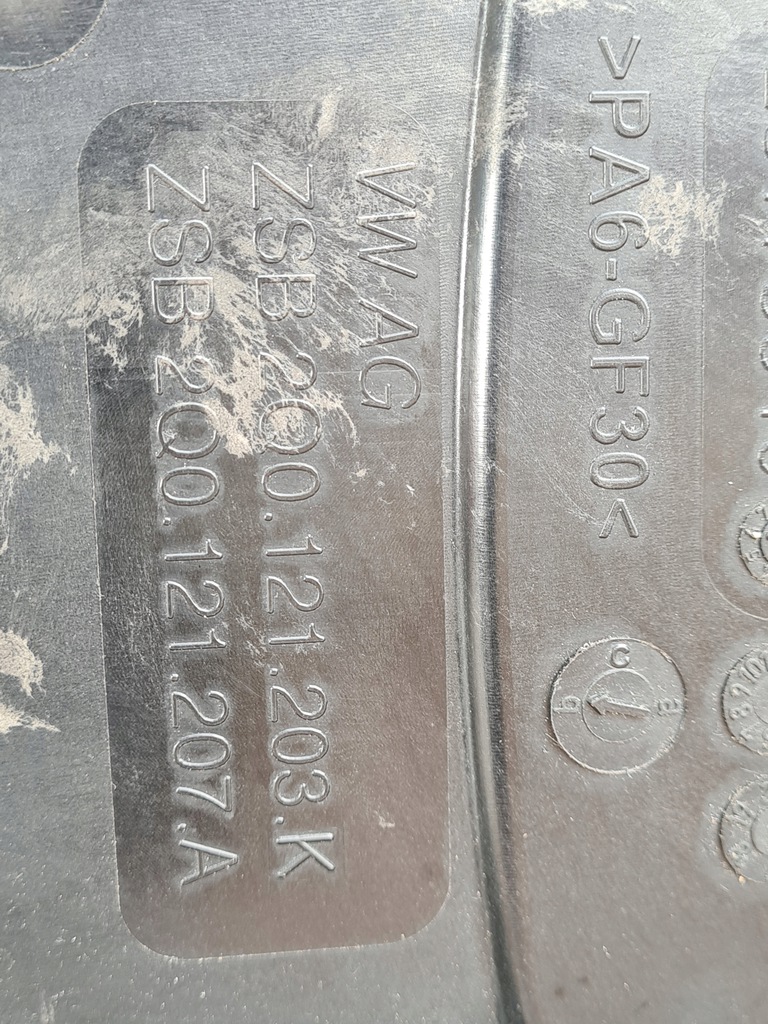 >PA6-GF30<
VW AG
ZSB 2Q0.121.203.K
ZSB 2Q0.121.207.A
c
b
a